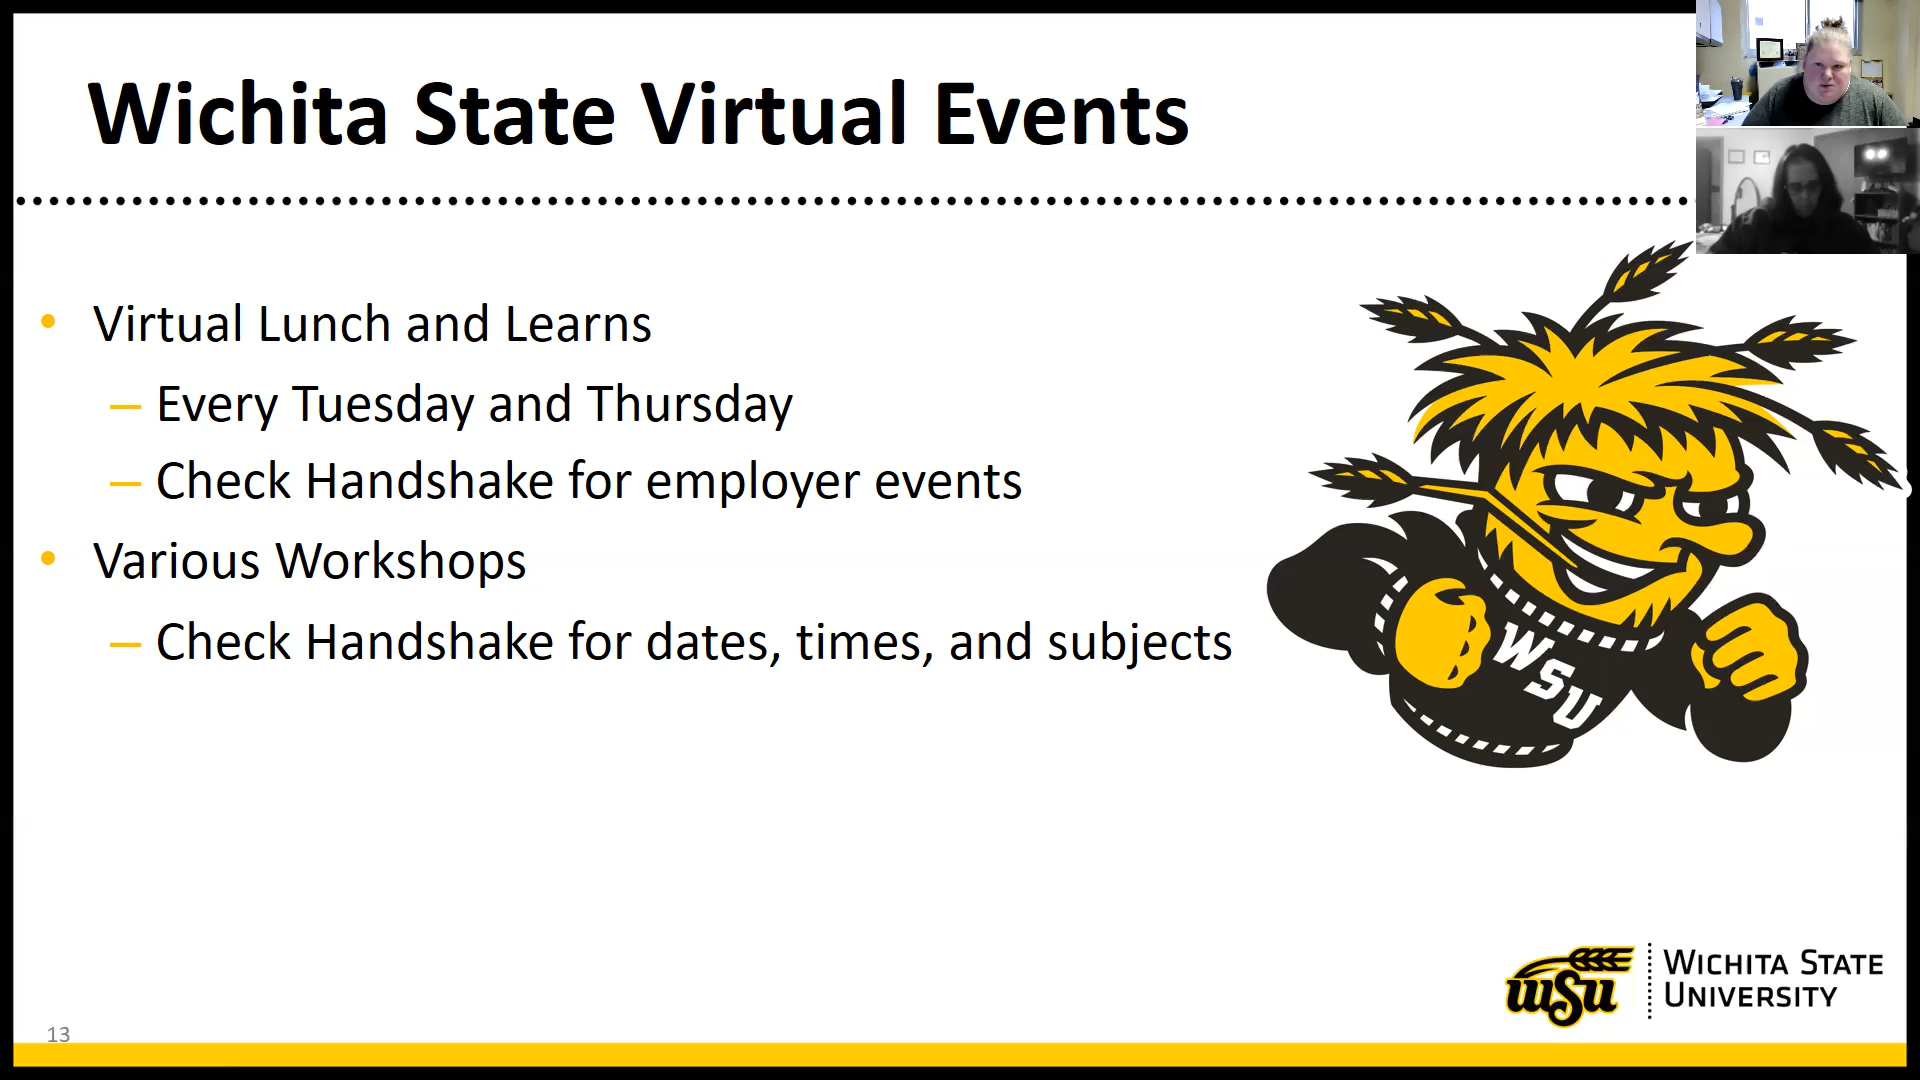 Wichita State Virtual Events
• Virtual Lunch and Learns
– Every Tuesday and Thursday
– Check Handshake for employer events
• Various Workshops
– Check Handshake for dates, times, and subjects
WSU
wsu
WICHITA STATE
UNIVERSITY
13